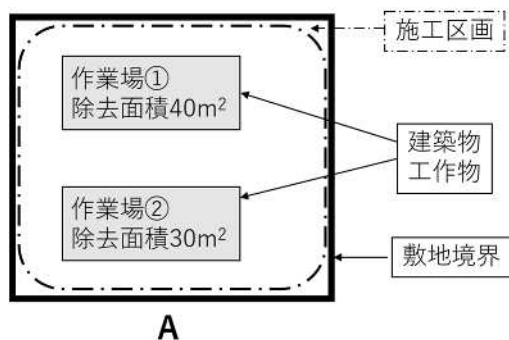 施工区画
作業場①
除去面積40m²
建築物
工作物
作業場②
除去面積30m²
敷地境界
A